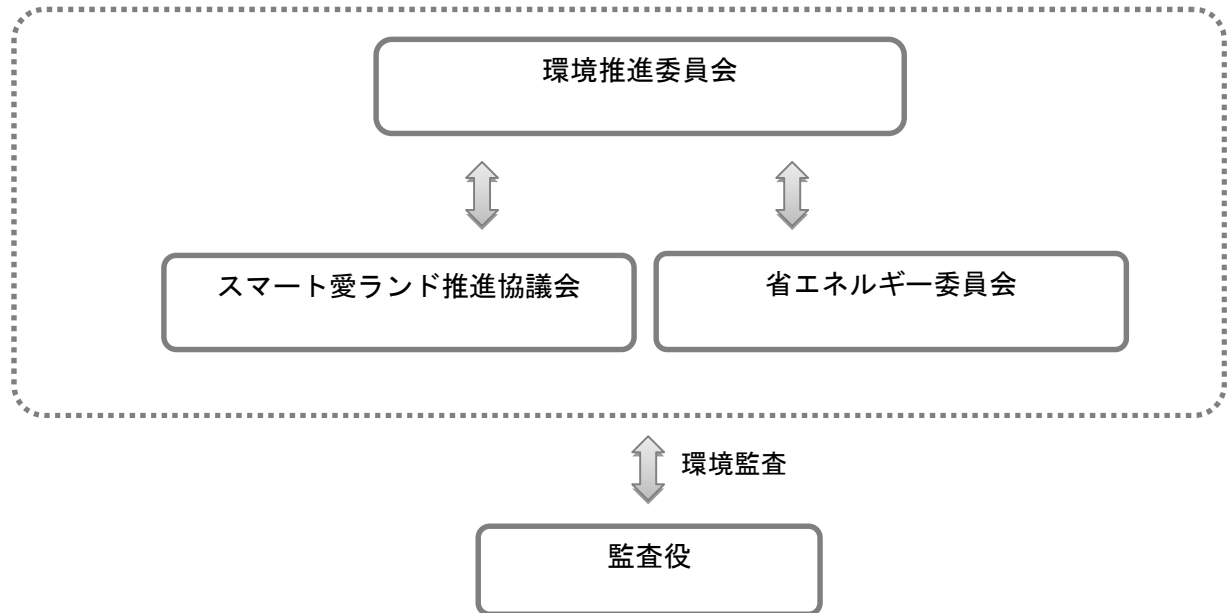 環境推進委員会
スマート愛ランド推進協議会
省エネルギー委員会
環境監査
監査役